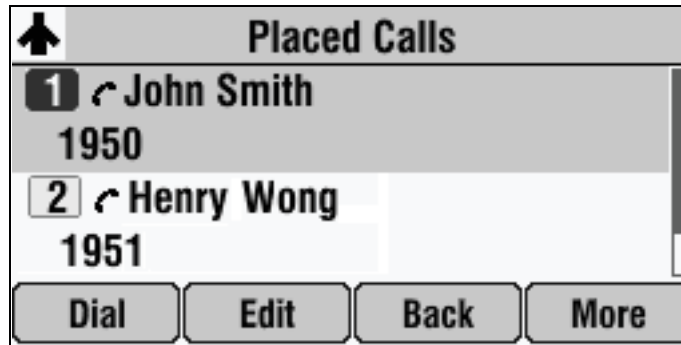 Placed Calls
1 John Smith
1950
2 Henry Wong
1951
Dial Edit Back More